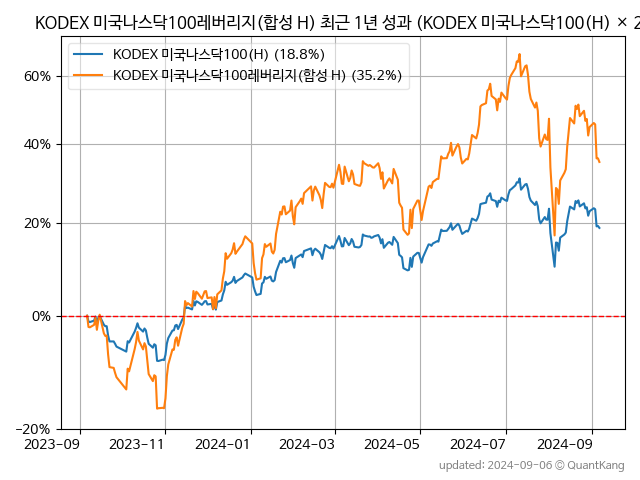 KODEX 미국나스닥100레버리지(합성 H) 최근 1년 성과 (KODEX 미국나스닥100(H) × 2
KODEX 미국나스닥100(H) (18.8%)
KODEX 미국나스닥100레버리지(합성 H) (35.2%)
60%
40%
20%
0%
−20%
2023-09 2023-11 2024-01 2024-03 2024-05 2024-07 2024-09
updated: 2024-09-06 © QuantKang